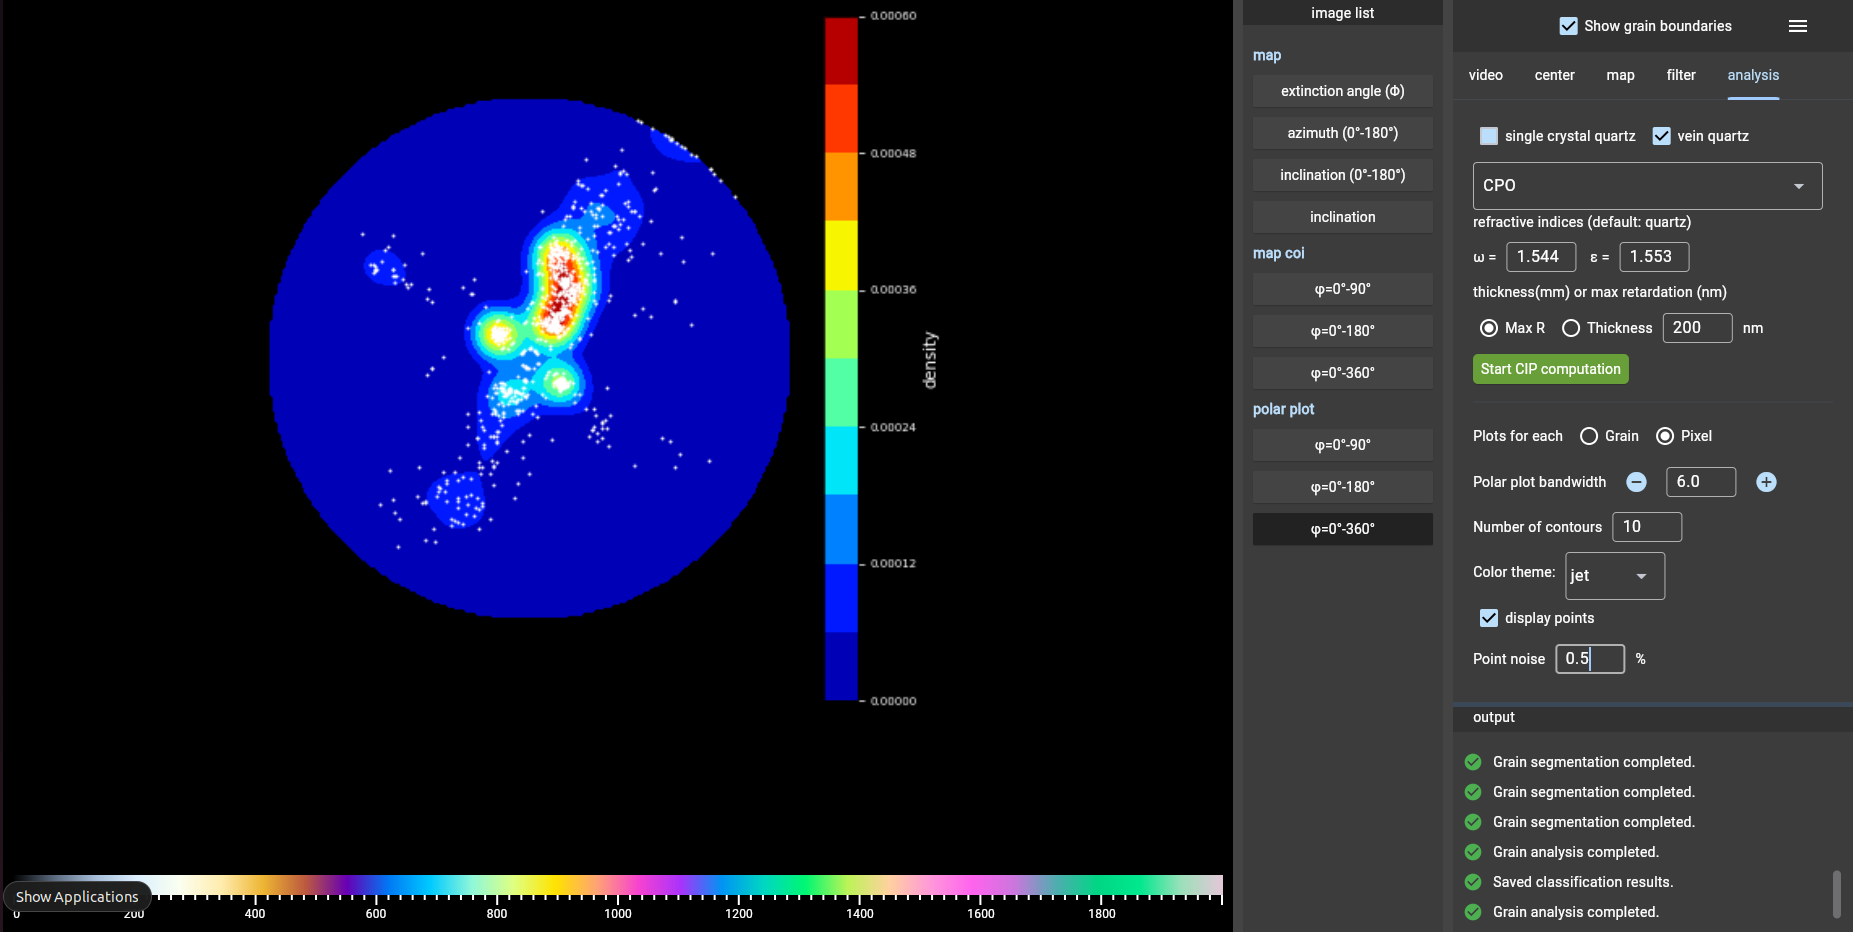 0.00060
0.00048
0.00036
0.00024
0.00012
0.00000
density
Show Applications
0
200
400
600
800
1000
1200
1400
1600
1800
image list
map
extinction angle (Φ)
azimuth (0°-180°)
inclination (0°-180°)
inclination
map coi
φ=0°-90°
φ=0°-180°
φ=0°-360°
polar plot
φ=0°-90°
φ=0°-180°
φ=0°-360°
Show grain boundaries
video center map filter analysis
single crystal quartz vein quartz
CPO
refractive indices (default: quartz)
ω = 1.544 ε = 1.553
thickness(mm) or max retardation (nm)
Max R Thickness 200 nm
Start CIP computation
Plots for each Grain Pixel
Polar plot bandwidth 6.0
Number of contours 10
Color theme: jet
display points
Point noise 0.5 %
output
Grain segmentation completed.
Grain segmentation completed.
Grain segmentation completed.
Grain analysis completed.
Saved classification results.
Grain analysis completed.